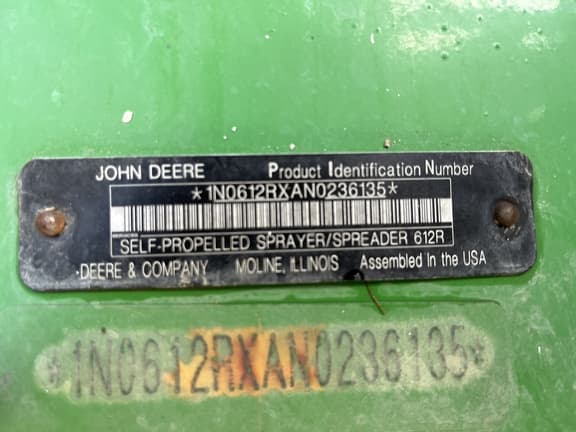 JOHN DEERE Product Identification Number
*1N0612RXAN0236135*
SELF-PROPELLED SPRAYER/SPREADER 612R
DEERE & COMPANY MOLINE, ILLINOIS Assembled In the USA
*1N0612RXAN0236135*